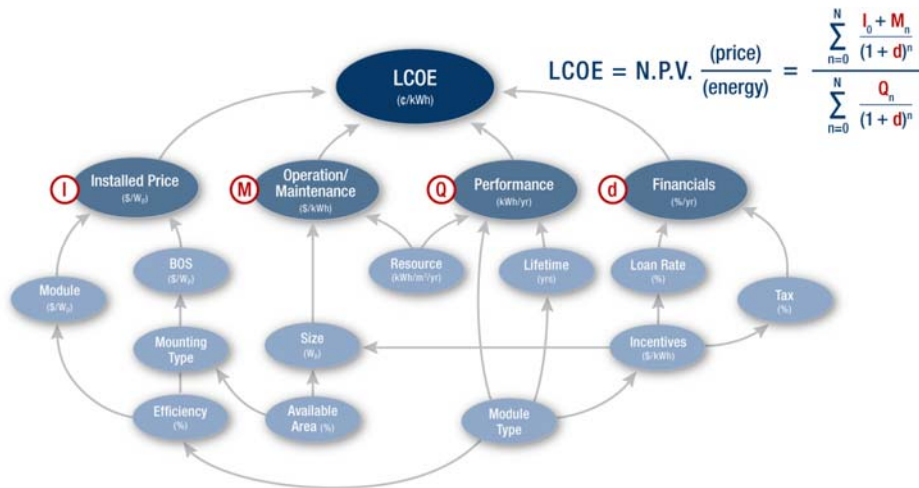 LCOE
(¢/kWh)
LCOE = N.P.V. (price) / (energy) = N ∑ n=0 I₀ + Mₙ / (1 + d)ⁿ / N ∑ n=0 Qₙ / (1 + d)ⁿ
I
Installed Price
($/Wₚ)
M
Operation/
Maintenance
($/kWh)
Q
Performance
(kWh/yr)
d
Financials
(%/yr)
Module
($/Wₚ)
BOS
($/Wₚ)
Resource
(kWh/m²/yr)
Lifetime
(yrs)
Loan Rate
(%)
Tax
(%)
Mounting
Type
Size
(Wₚ)
Incentives
($/kWh)
Efficiency
(%)
Available
Area (%)
Module
Type